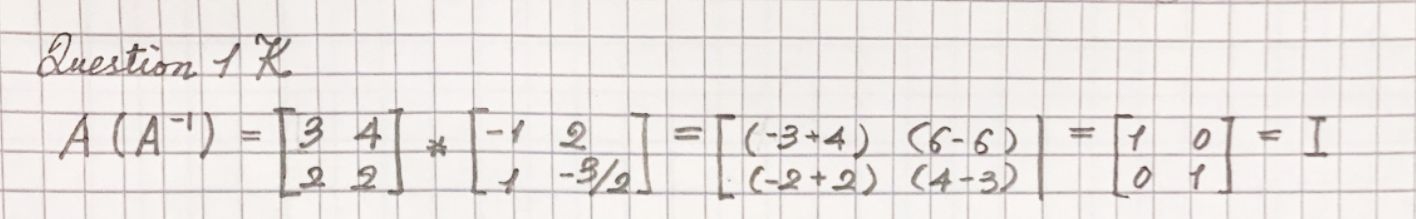 Question 1 K
A (A⁻¹) = [3 4] * [-1 2] = [(-3+4) (6-6)] = [1 0] = I
[2 2] [1 -3/2] [(-2+2) (4-3)] [0 1]